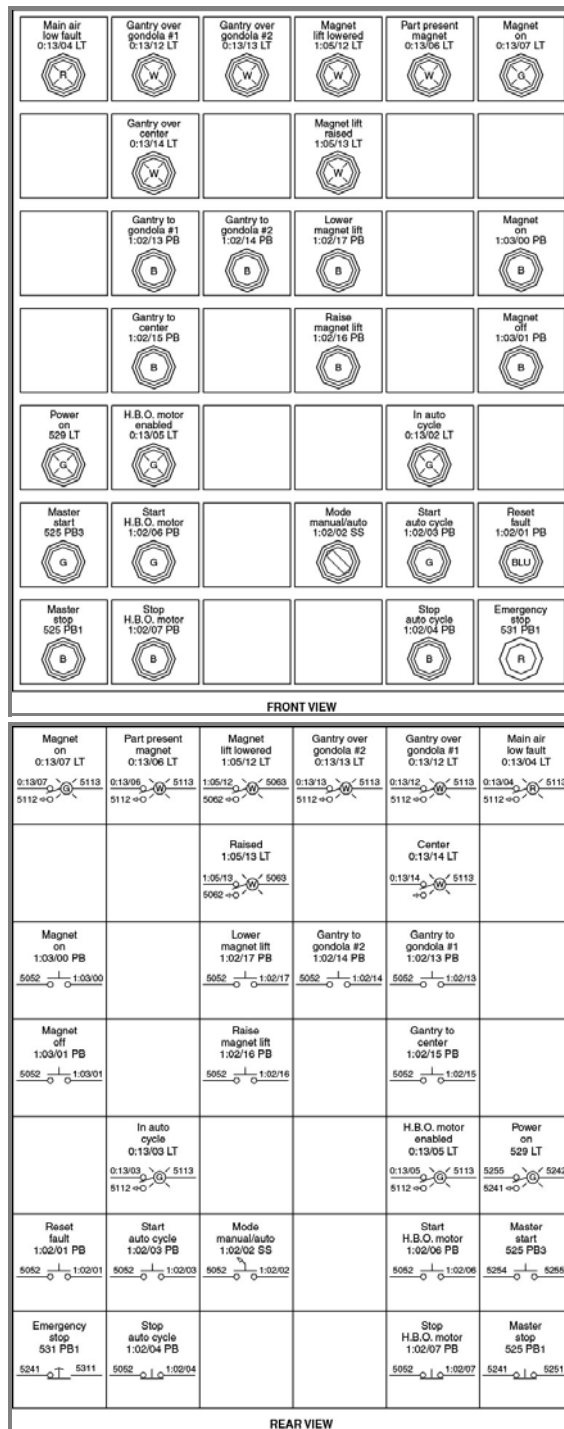 Main air
low fault
0:13/04 LT
R
Gantry over
gondola #1
0:13/12 LT
W
Gantry over
gondola #2
0:13/13 LT
W
Magnet
lift lowered
1:05/12 LT
W
Part present
magnet
0:13/06 LT
W
Magnet
on
0:13/07 LT
G
Gantry over
center
0:13/14 LT
W
Magnet lift
raised
1:05/13 LT
W
Gantry to
gondola #1
1:02/13 PB
B
Gantry to
gondola #2
1:02/14 PB
B
Lower
magnet lift
1:02/17 PB
B
Magnet
on
1:03/00 PB
B
Gantry to
center
1:02/15 PB
B
Raise
magnet lift
1:02/16 PB
B
Magnet
off
1:03/01 PB
B
Power
on
529 LT
G
H.B.O. motor
enabled
0:13/05 LT
G
In auto
cycle
0:13/02 LT
G
Master
start
525 PB3
G
Start
H.B.O. motor
1:02/06 PB
G
Mode
manual/auto
1:02/02 SS
Start
auto cycle
1:02/03 PB
G
Reset
fault
1:02/01 PB
BLU
Master
stop
525 PB1
B
Stop
H.B.O. motor
1:02/07 PB
B
Stop
auto cycle
1:02/04 PB
B
Emergency
stop
531 PB1
R
FRONT VIEW
Magnet
on
0:13/07 LT
0:13/07 G 5113
5112
Part present
magnet
0:13/06 LT
0:13/06 W 5113
5112
Magnet
lift lowered
1:05/12 LT
1:05/12 W 5063
5062
Gantry over
gondola #2
0:13/13 LT
0:13/13 W 5113
5112
Gantry over
gondola #1
0:13/12 LT
0:13/12 W 5113
5112
Main air
low fault
0:13/04 LT
0:13/04 R 5113
5112
Raised
1:05/13 LT
1:05/13 W 5063
5062
Center
0:13/14 LT
0:13/14 W 5113
Magnet
on
1:03/00 PB
5052 1:03/00
Lower
magnet lift
1:02/17 PB
5052 1:02/17
Gantry to
gondola #2
1:02/14 PB
5052 1:02/14
Gantry to
gondola #1
1:02/13 PB
5052 1:02/13
Magnet
off
1:03/01 PB
5052 1:03/01
Raise
magnet lift
1:02/16 PB
5052 1:02/16
Gantry to
center
1:02/15 PB
5052 1:02/15
In auto
cycle
0:13/03 LT
0:13/03 G 5113
5112
H.B.O. motor
enabled
0:13/05 LT
0:13/05 G 5113
5112
Power
on
529 LT
5255 G 5242
5241
Reset
fault
1:02/01 PB
5052 1:02/01
Start
auto cycle
1:02/03 PB
5052 1:02/03
Mode
manual/auto
1:02/02 SS
5052 1:02/02
Start
H.B.O. motor
1:02/06 PB
5052 1:02/06
Master
start
525 PB3
5254 5255
Emergency
stop
531 PB1
5241 5311
Stop
auto cycle
1:02/04 PB
5052 1:02/04
Stop
H.B.O. motor
1:02/07 PB
5052 1:02/07
Master
stop
525 PB1
5241 5251
REAR VIEW